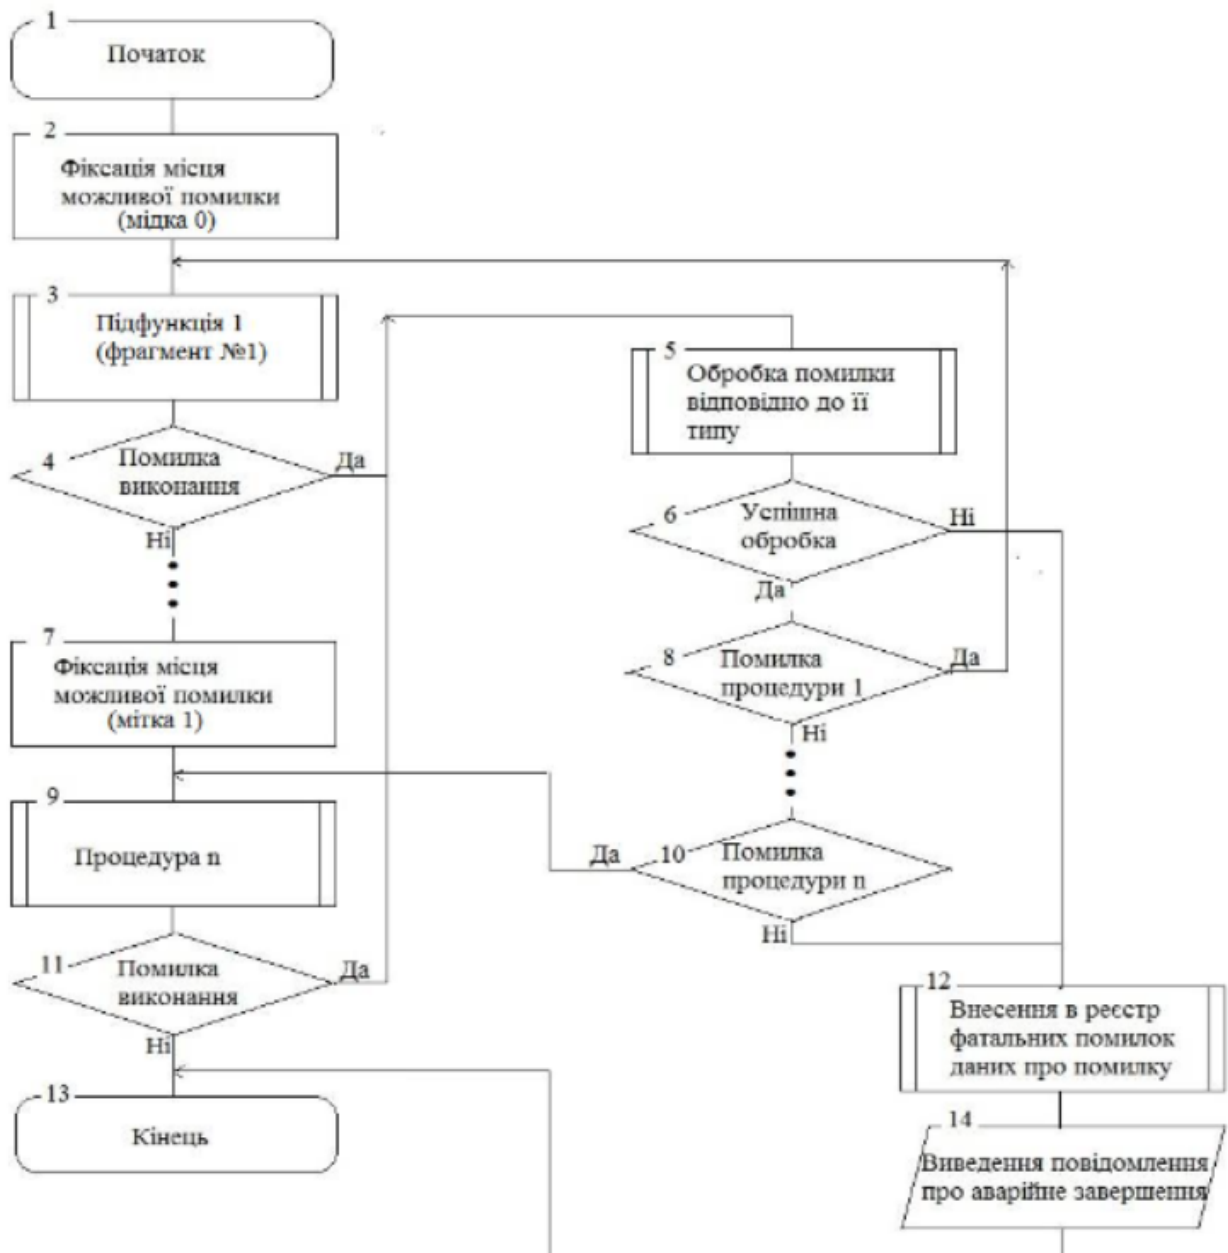 1
Початок
2
Фіксація місця
можливої помилки
(мідка 0)
3
Підфункція 1
(фрагмент №1)
4
Помилка
виконання
Да
Ні
5
Обробка помилки
відповідно до її
типу
6
Успішна
обробка
Ні
Да
7
Фіксація місця
можливої помилки
(мітка 1)
8
Помилка
процедури 1
Да
Ні
9
Процедура n
10
Помилка
процедури n
Да
Ні
11
Помилка
виконання
Да
Ні
12
Внесення в реєстр
фатальних помилок
даних про помилку
13
Кінець
14
Виведення повідомлення
про аварійне завершення